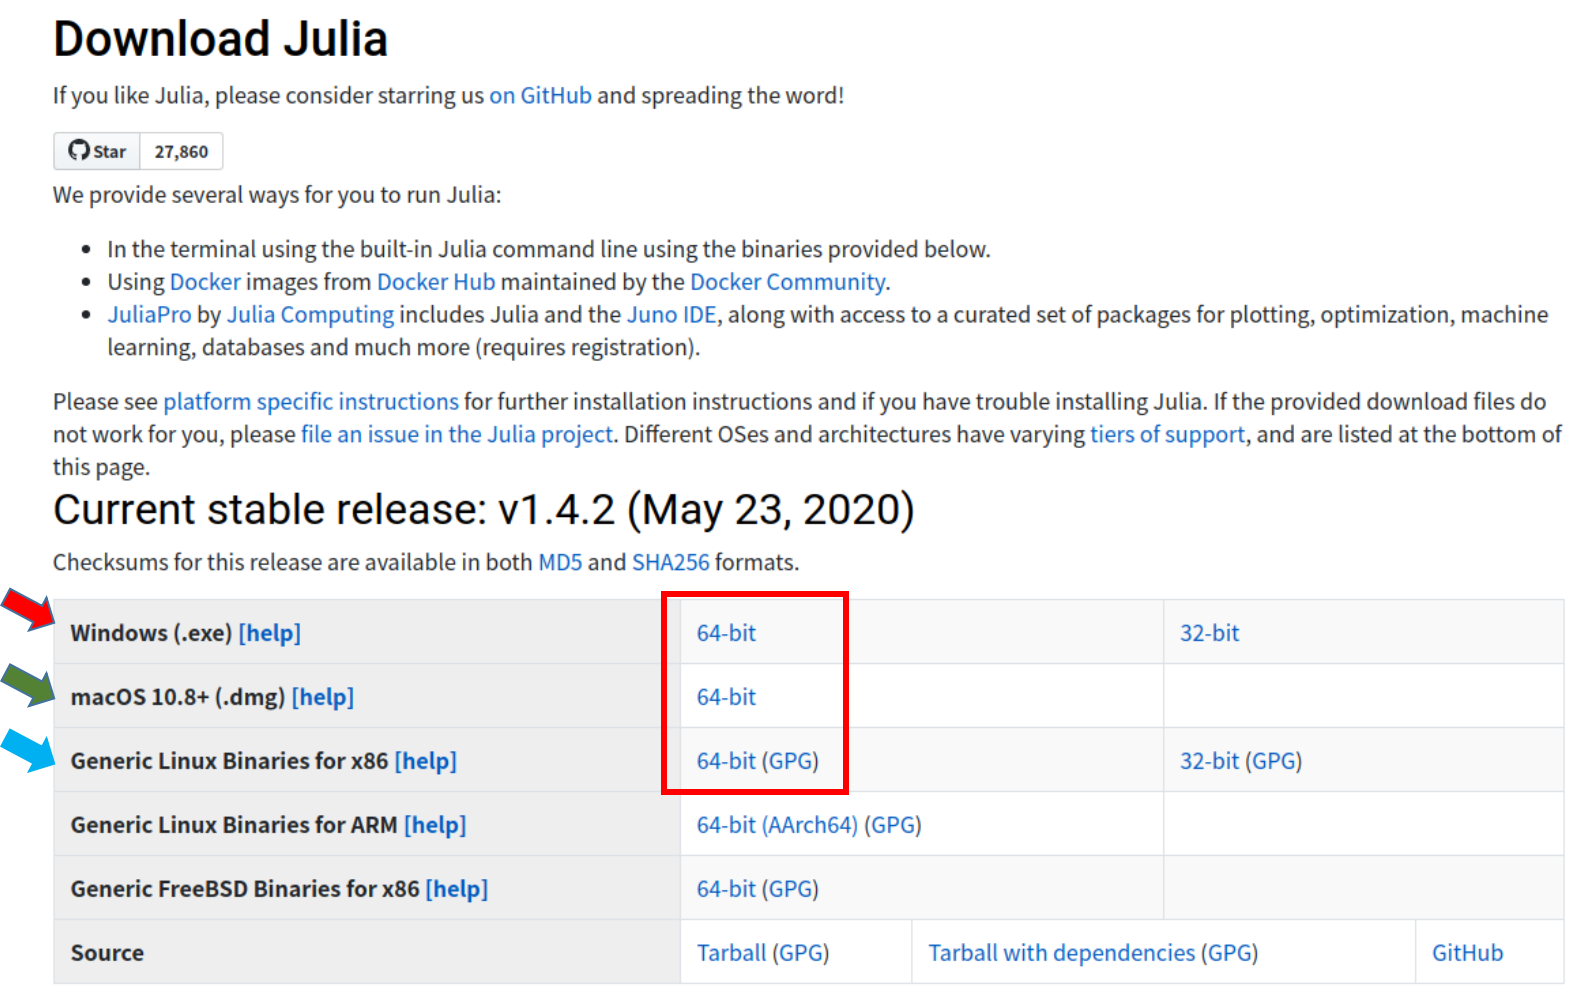 Download Julia
If you like Julia, please consider starring us on GitHub and spreading the word!
Star 27,860
We provide several ways for you to run Julia:
• In the terminal using the built-in Julia command line using the binaries provided below.
• Using Docker images from Docker Hub maintained by the Docker Community.
• JuliaPro by Julia Computing includes Julia and the Juno IDE, along with access to a curated set of packages for plotting, optimization, machine
learning, databases and much more (requires registration).
Please see platform specific instructions for further installation instructions and if you have trouble installing Julia. If the provided download files do
not work for you, please file an issue in the Julia project. Different OSes and architectures have varying tiers of support, and are listed at the bottom of
this page.
Current stable release: v1.4.2 (May 23, 2020)
Checksums for this release are available in both MD5 and SHA256 formats.
Windows (.exe) [help] 64-bit 32-bit
macOS 10.8+ (.dmg) [help] 64-bit
Generic Linux Binaries for x86 [help] 64-bit (GPG) 32-bit (GPG)
Generic Linux Binaries for ARM [help] 64-bit (AArch64) (GPG)
Generic FreeBSD Binaries for x86 [help] 64-bit (GPG)
Source Tarball (GPG) Tarball with dependencies (GPG) GitHub